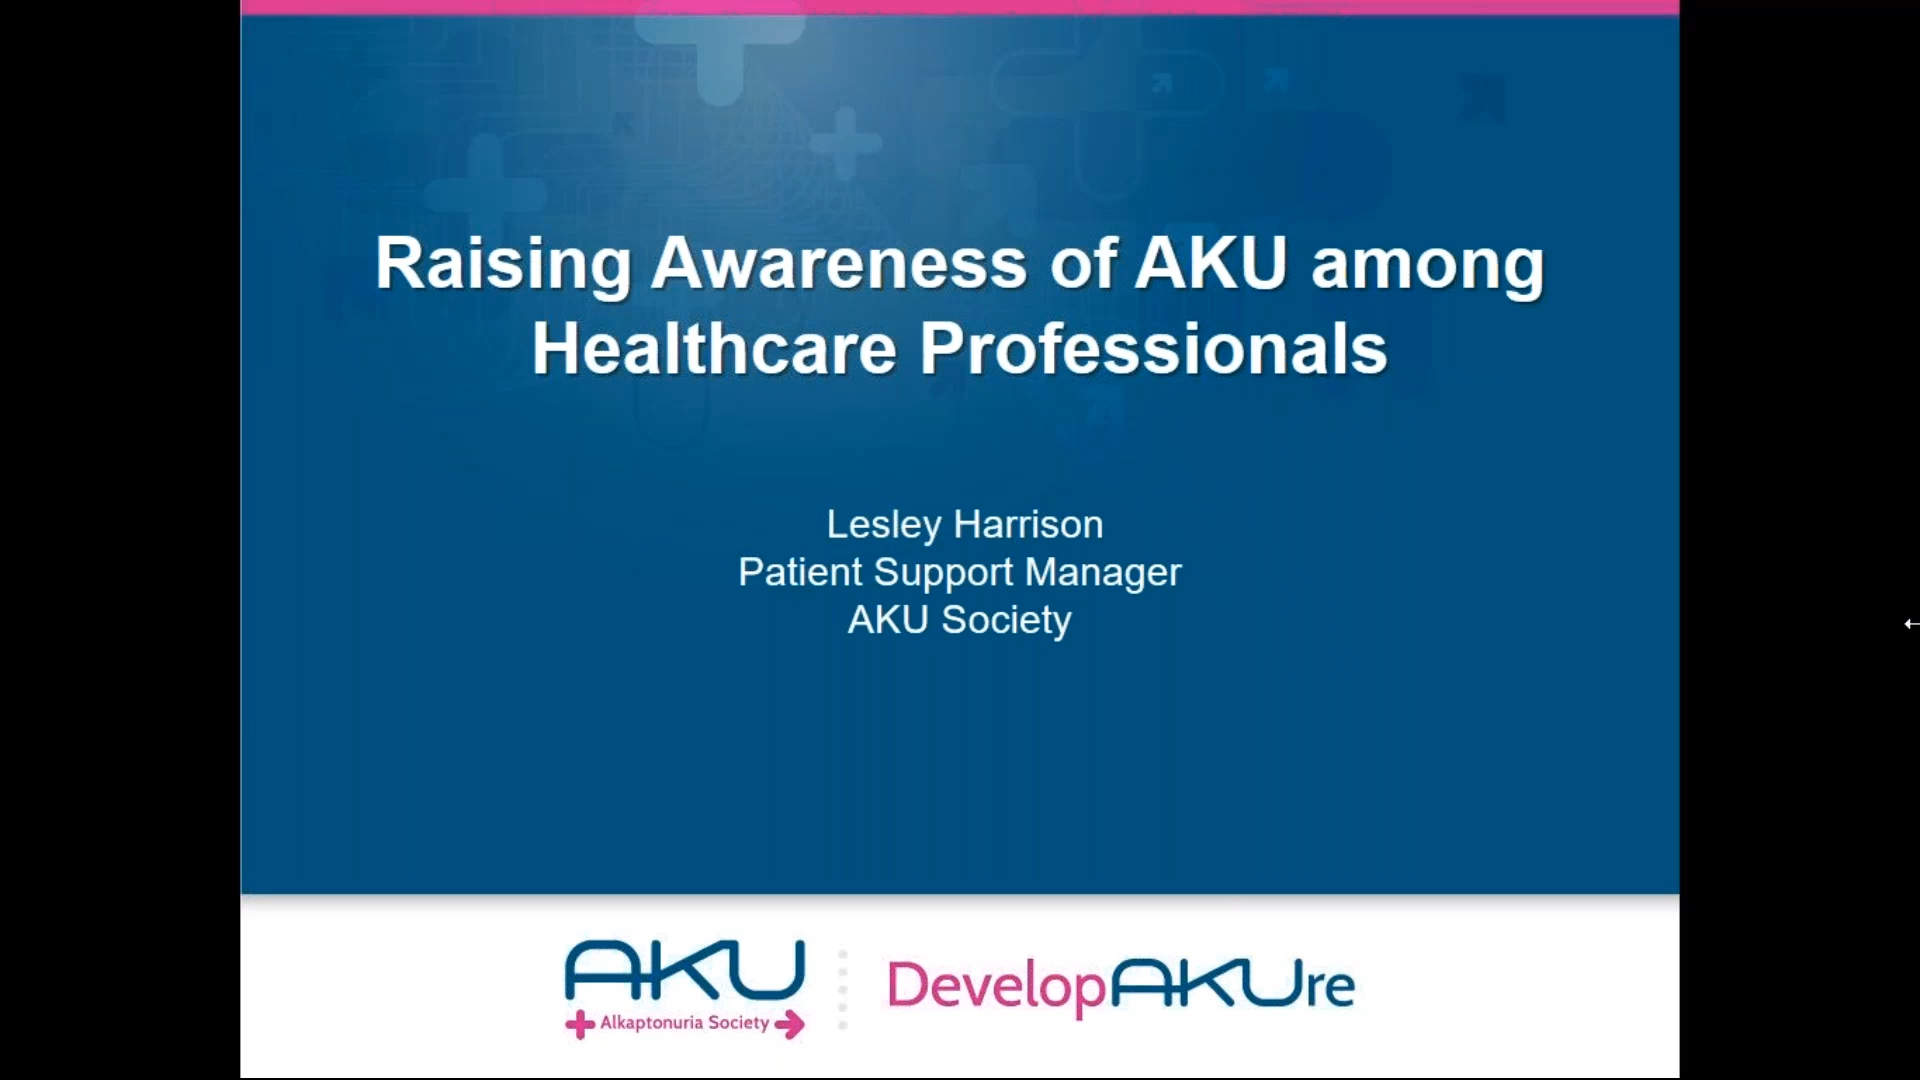 Raising Awareness of AKU among
Healthcare Professionals
Lesley Harrison
Patient Support Manager
AKU Society
AKU
Alkaptonuria Society
DevelopAKUre